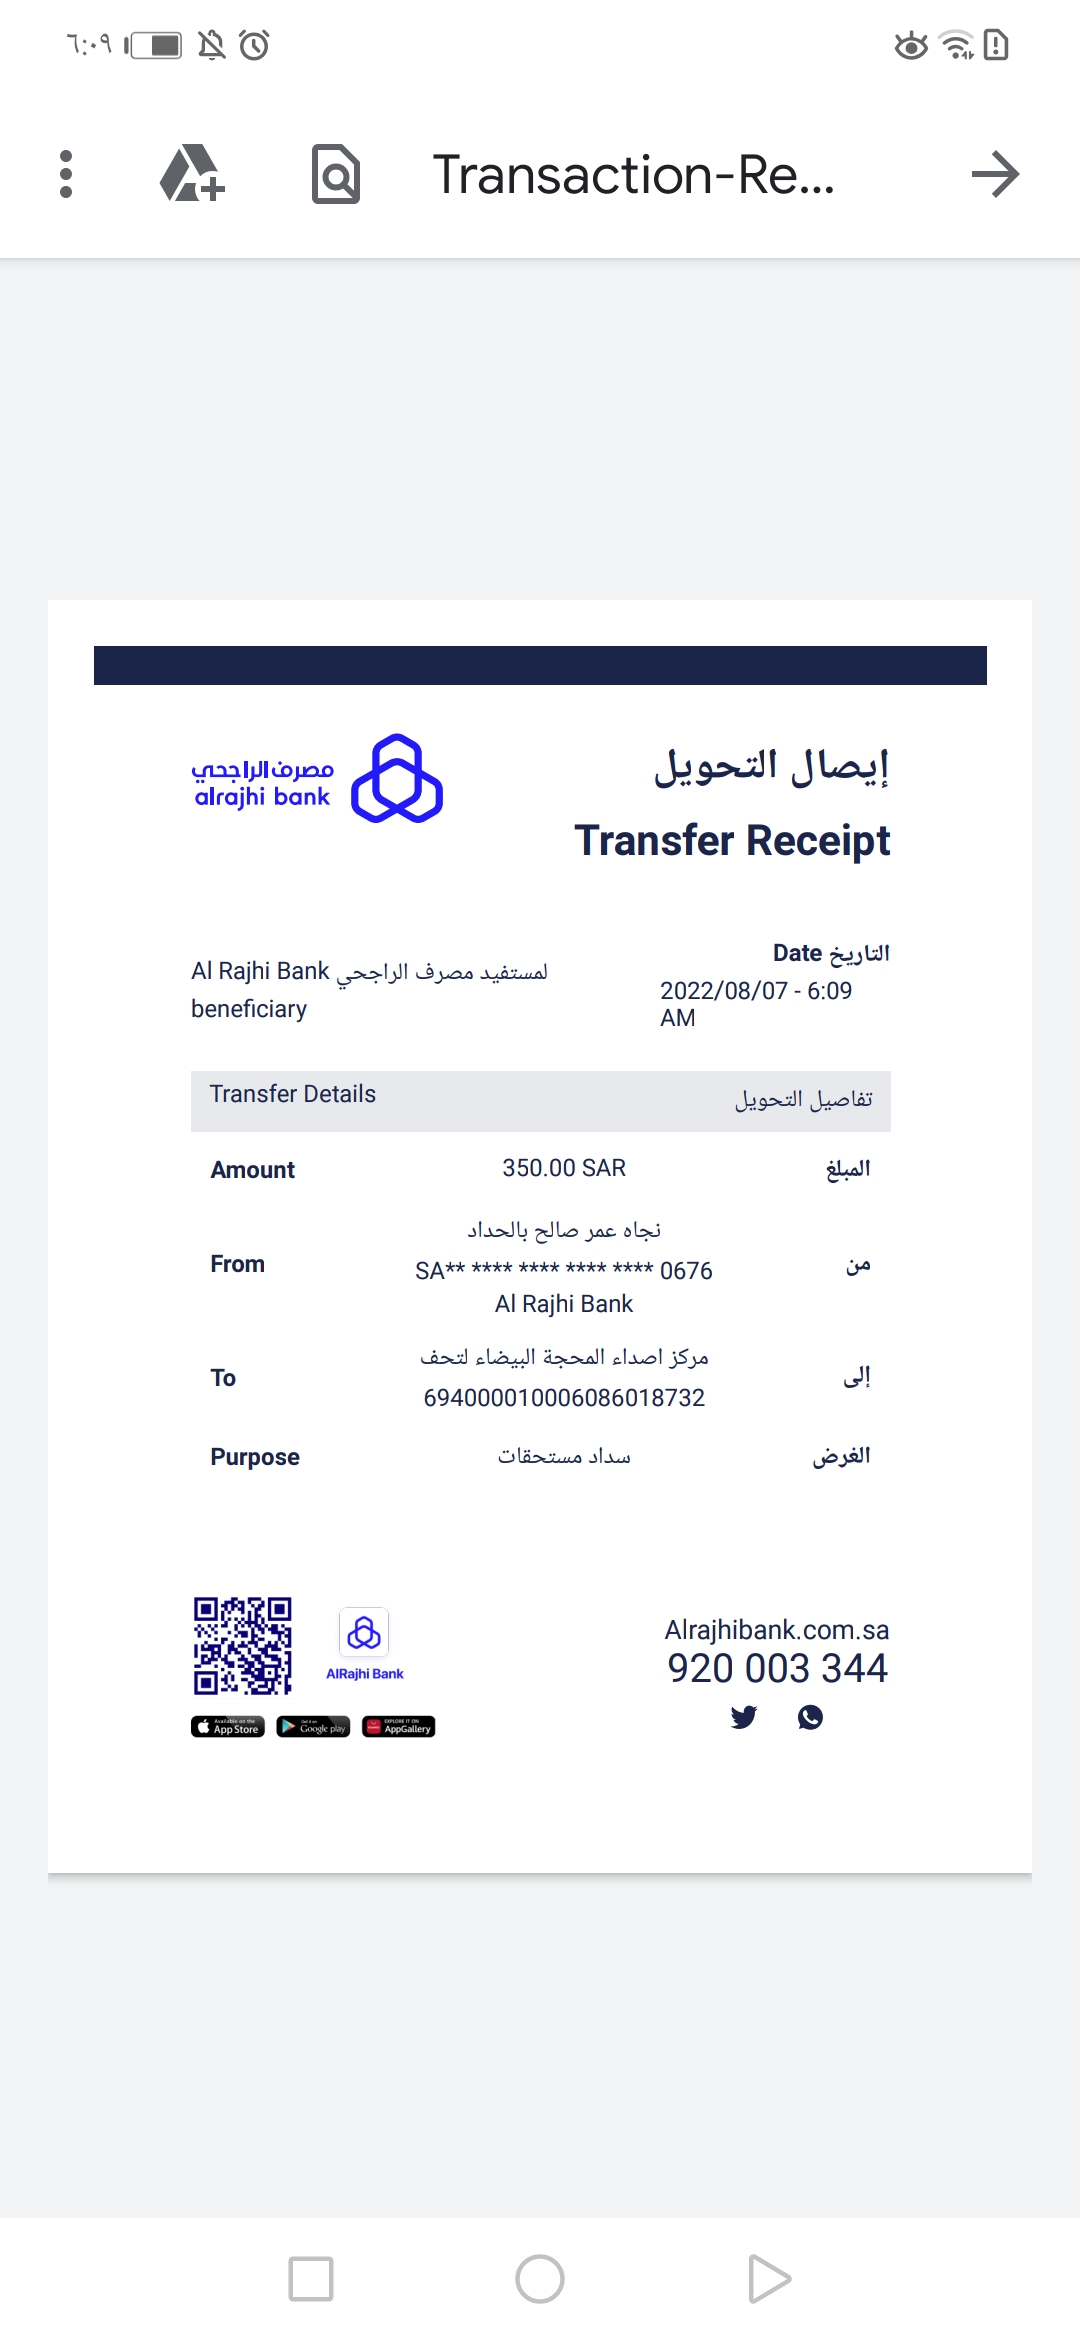 ٦:٠٩
Transaction-Re...
مصرف الراجحي
alrajhi bank
إيصال التحويل
Transfer Receipt
التاريخ Date
2022/08/07 - 6:09
AM
Al Rajhi Bank لمستفيد مصرف الراجحي
beneficiary
Transfer Details تفاصيل التحويل
Amount 350.00 SAR المبلغ
نجاه عمر صالح بالحداد
From SA** **** **** **** **** 0676 من
Al Rajhi Bank
مركز اصداء المحجة البيضاء لتحف
To إلى
694000010006086018732
Purpose سداد مستحقات الغرض
AlRajhi Bank
Alrajhibank.com.sa
920 003 344
Available on the App Store
Get it on Google play
EXPLORE IT ON AppGallery